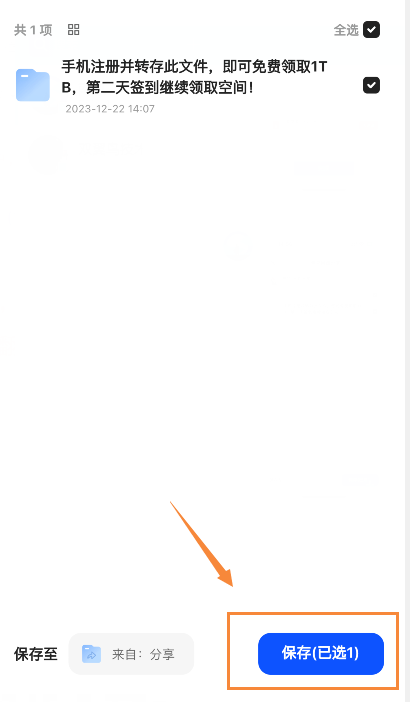 共 1 项
全选
手机注册并转存此文件，即可免费领取1T
B，第二天签到继续领取空间！
2023-12-22 14:07
保存至
来自：分享
保存(已选1)